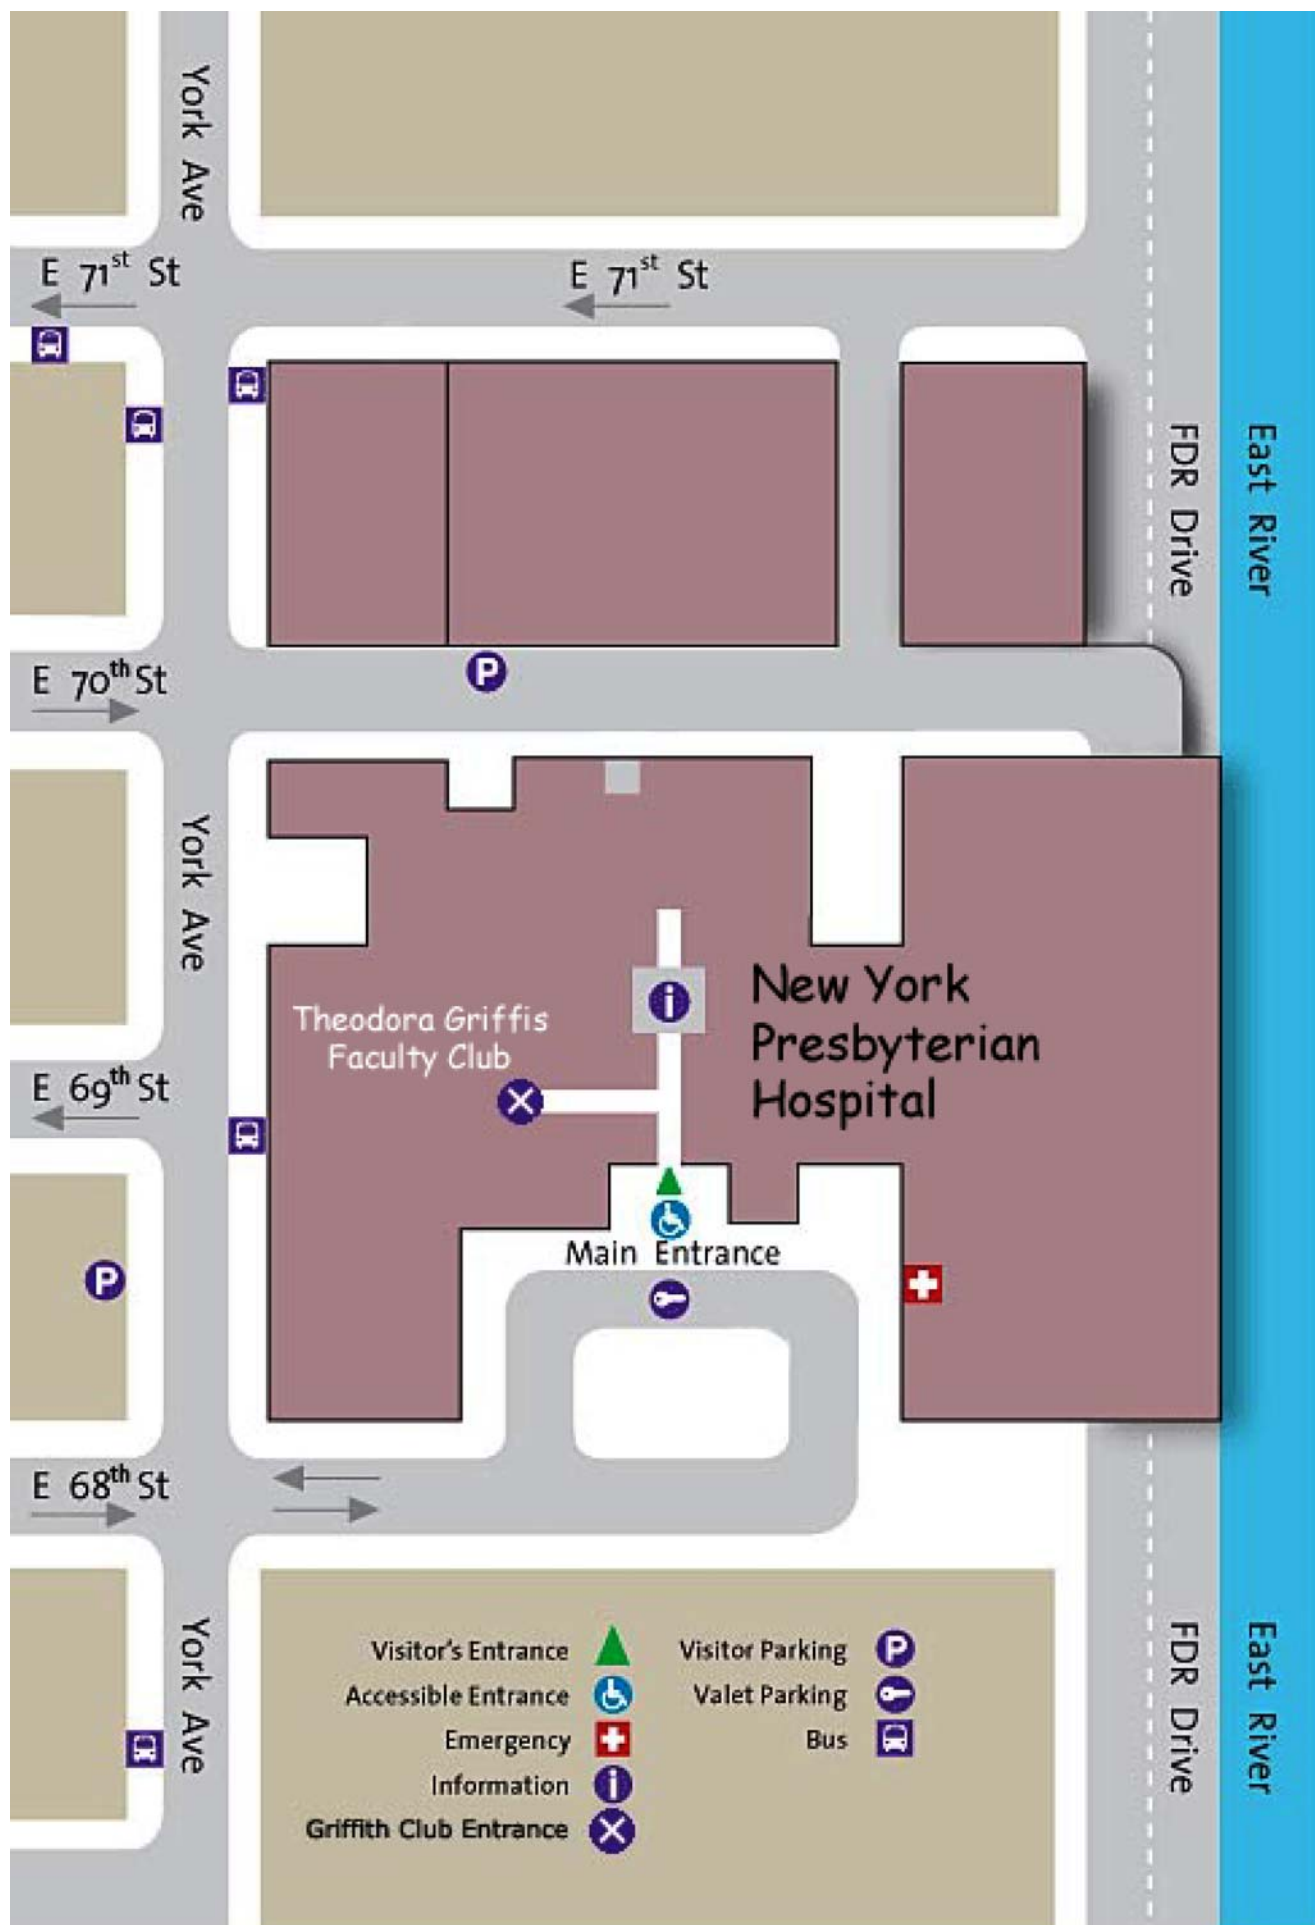 York Ave
E 71st St
E 71st St
FDR Drive
East River
E 70th St
P
York Ave
Theodora Griffis
Faculty Club
i
New York
Presbyterian
Hospital
E 69th St
Main Entrance
P
E 68th St
York Ave
FDR Drive
East River
Visitor's Entrance
Accessible Entrance
Emergency
Information i
Griffith Club Entrance
Visitor Parking P
Valet Parking
Bus